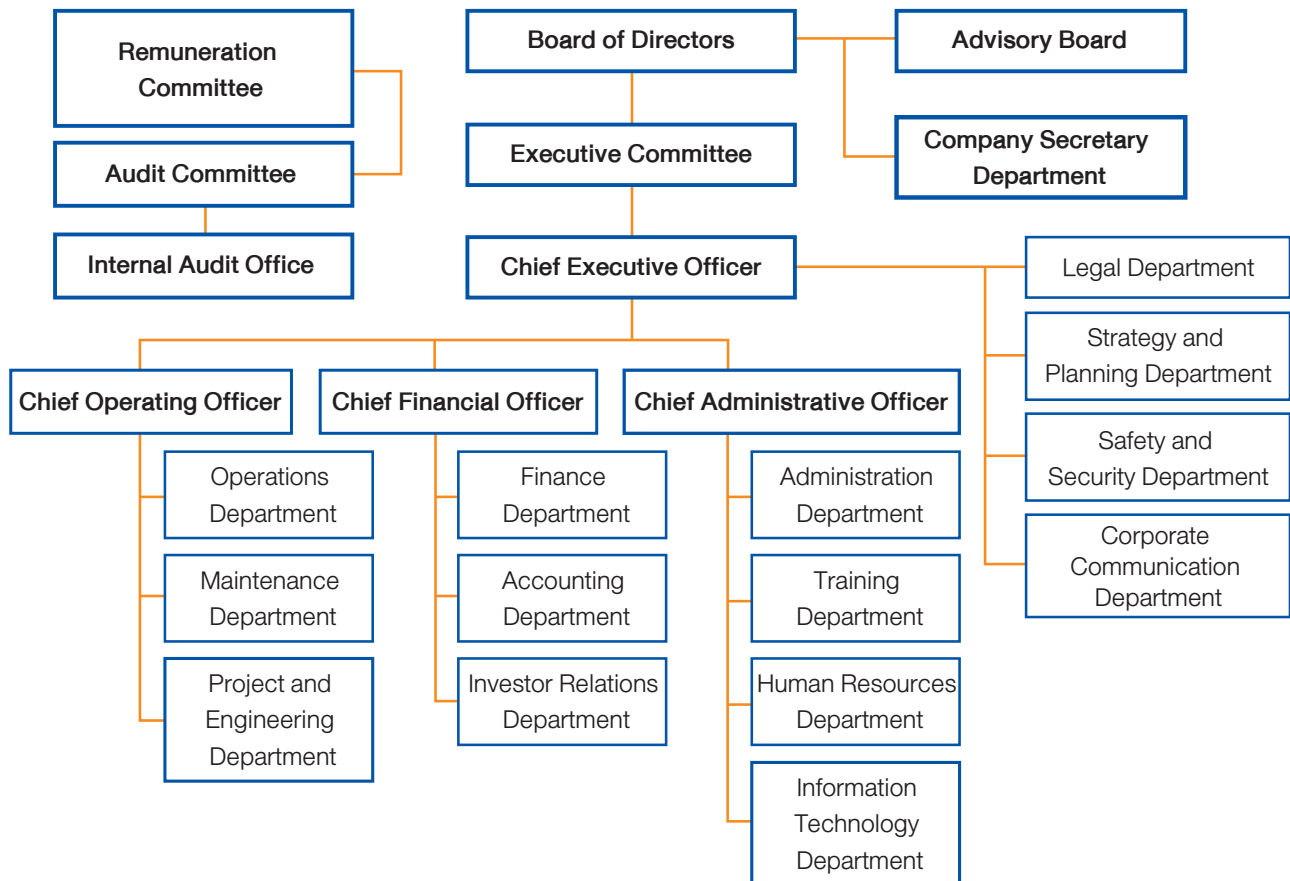 Remuneration
Committee
Board of Directors
Advisory Board
Audit Committee
Executive Committee
Company Secretary
Department
Internal Audit Office
Chief Executive Officer
Legal Department
Strategy and
Planning Department
Chief Operating Officer
Chief Financial Officer
Chief Administrative Officer
Safety and
Security Department
Corporate
Communication
Department
Operations
Department
Finance
Department
Administration
Department
Maintenance
Department
Accounting
Department
Training
Department
Project and
Engineering
Department
Investor Relations
Department
Human Resources
Department
Information
Technology
Department